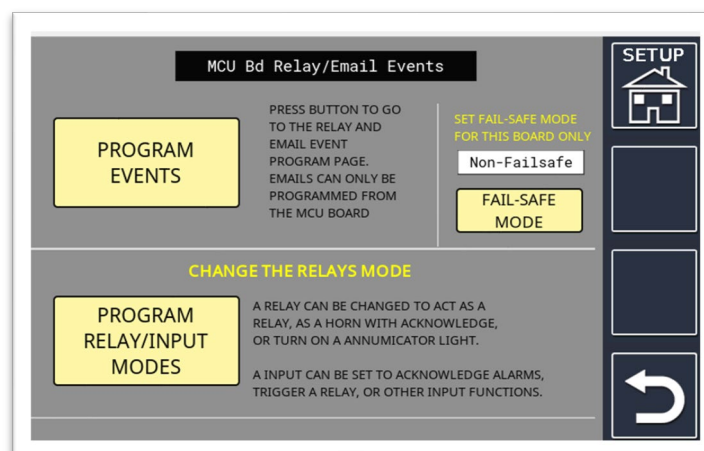 MCU Bd Relay/Email Events
SETUP
PROGRAM
EVENTS
PRESS BUTTON TO GO
TO THE RELAY AND
EMAIL EVENT
PROGRAM PAGE.
EMAILS CAN ONLY BE
PROGRAMMED FROM
THE MCU BOARD
SET FAIL-SAFE MODE
FOR THIS BOARD ONLY
Non-Failsafe
FAIL-SAFE
MODE
CHANGE THE RELAYS MODE
PROGRAM
RELAY/INPUT
MODES
A RELAY CAN BE CHANGED TO ACT AS A
RELAY, AS A HORN WITH ACKNOWLEDGE,
OR TURN ON A ANNUMICATOR LIGHT.
A INPUT CAN BE SET TO ACKNOWLEDGE ALARMS,
TRIGGER A RELAY, OR OTHER INPUT FUNCTIONS.